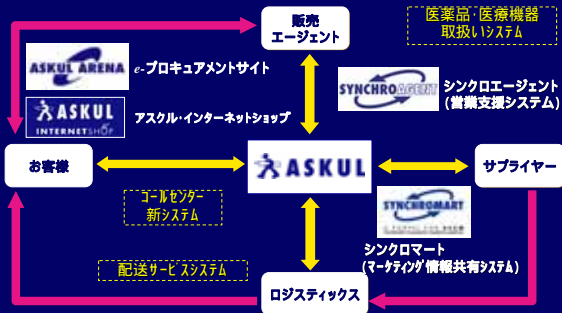 販売
エージェント
医薬品・医療機器
取扱いシステム
ASKUL ARENA
e-プロキュアメントサイト
SYNCHROAGENT
シンクロエージェント
(営業支援システム)
ASKUL
INTERNETSHOP
アスクル・インターネットショップ
お客様
ASKUL
サプライヤー
コールセンター
新システム
SYNCHROMART
シンクロマート
(マーケティング情報共有システム)
配送サービスシステム
ロジスティックス